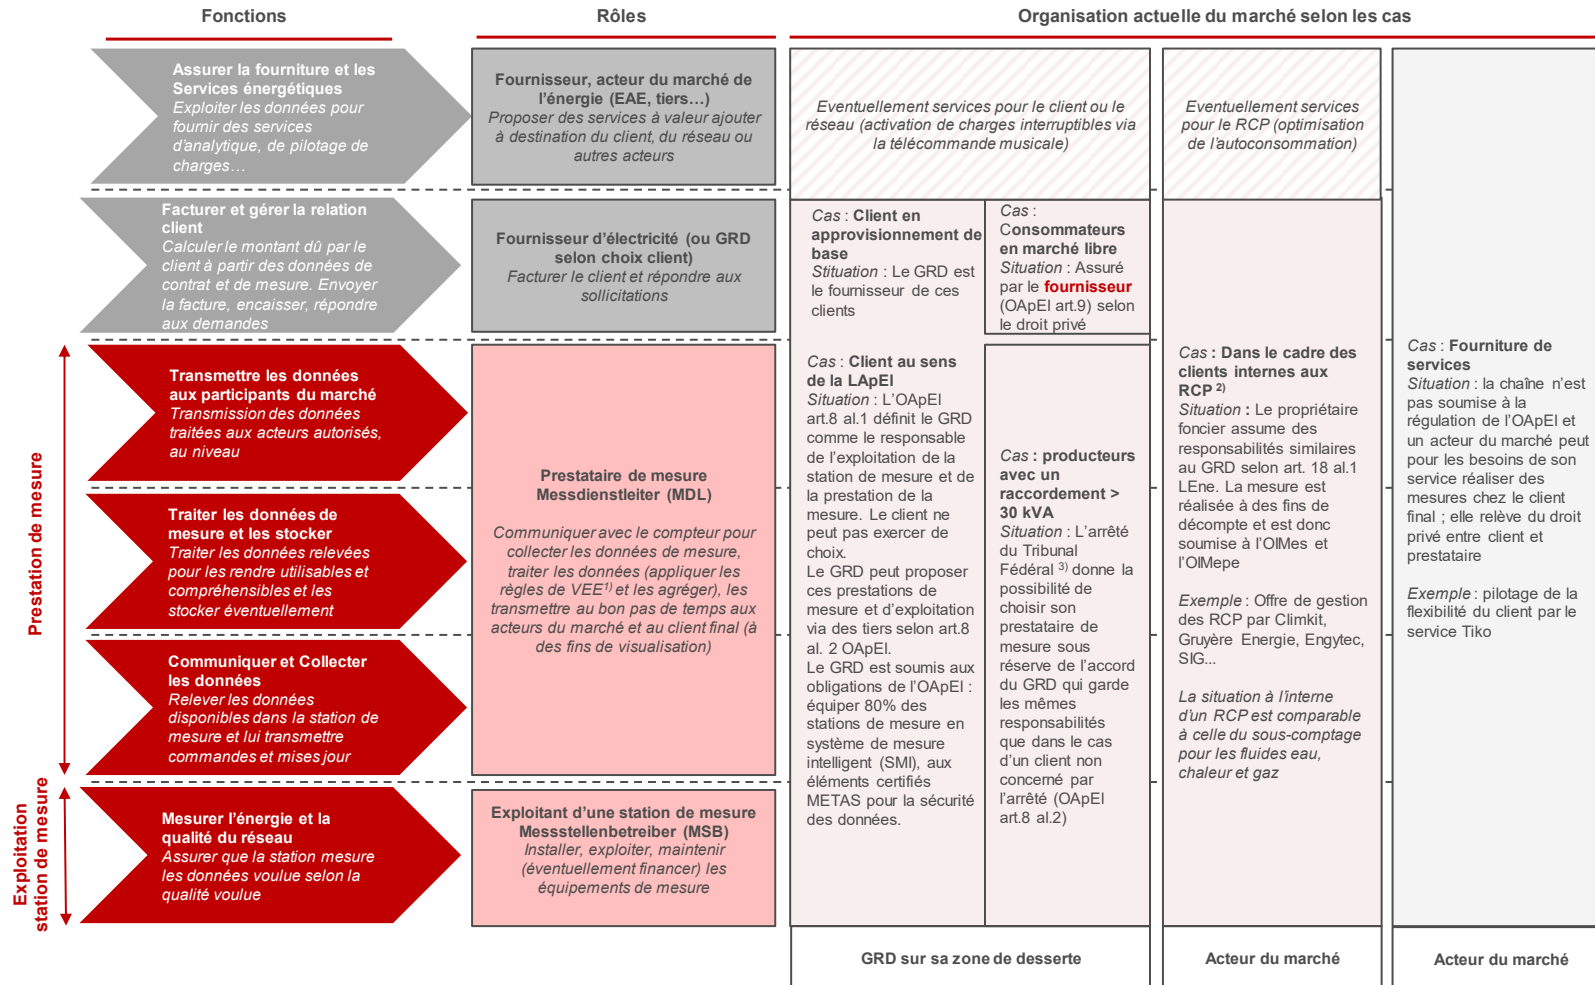 Fonctions
Rôles
Organisation actuelle du marché selon les cas
Assurer la fourniture et les
Services énergétiques
Exploiter les données pour
fournir des services
d'analytique, de pilotage de
charges…
Fournisseur, acteur du marché de
l'énergie (EAE, tiers…)
Proposer des services à valeur ajouter
à destination du client, du réseau ou
autres acteurs
Eventuellement services pour le client ou le
réseau (activation de charges interruptibles via
la télécommande musicale)
Eventuellement services
pour le RCP (optimisation
de l'autoconsommation)
Facturer et gérer la relation
client
Calculer le montant dû par le
client à partir des données de
contrat et de mesure. Envoyer
la facture, encaisser, répondre
aux demandes
Fournisseur d'électricité (ou GRD
selon choix client)
Facturer le client et répondre aux
sollicitations
Cas : Client en
approvisionnement de
base
Stituation : Le GRD est
le fournisseur de ces
clients
Cas :
Consommateurs
en marché libre
Situation : Assuré
par le fournisseur
(OApEl art.9) selon
le droit privé
Prestation de mesure
Transmettre les données
aux participants du marché
Transmission des données
traitées aux acteurs autorisés,
au niveau
Traiter les données de
mesure et les stocker
Traiter les données relevées
pour les rendre utilisables et
compréhensibles et les
stocker éventuellement
Communiquer et Collecter
les données
Relever les données
disponibles dans la station de
mesure et lui transmettre
commandes et mises jour
Prestataire de mesure
Messdienstleiter (MDL)
Communiquer avec le compteur pour
collecter les données de mesure,
traiter les données (appliquer les
règles de VEE1) et les agréger), les
transmettre au bon pas de temps aux
acteurs du marché et au client final (à
des fins de visualisation)
Cas : Client au sens
de la LApEl
Situation : L'OApEl
art.8 al.1 définit le GRD
comme le responsable
de l'exploitation de la
station de mesure et de
la prestation de la
mesure. Le client ne
peut pas exercer de
choix.
Le GRD peut proposer
ces prestations de
mesure et d'exploitation
via des tiers selon art.8
al. 2 OApEl.
Le GRD est soumis aux
obligations de l'OApEl :
équiper 80% des
stations de mesure en
système de mesure
intelligent (SMI), aux
éléments certifiés
METAS pour la sécurité
des données.
Cas : producteurs
avec un
raccordement >
30 kVA
Situation : L'arrêté
du Tribunal
Fédéral 3) donne la
possibilité de
choisir son
prestataire de
mesure sous
réserve de l'accord
du GRD qui garde
les mêmes
responsabilités
que dans le cas
d'un client non
concerné par
l'arrêté (OApEl
art.8 al.2)
Cas : Dans le cadre des
clients internes aux
RCP 2)
Situation : Le propriétaire
foncier assume des
responsabilités similaires
au GRD selon art. 18 al.1
LEne. La mesure est
réalisée à des fins de
décompte et est donc
soumise à l'OIMes et
l'OIMepe
Exemple : Offre de gestion
des RCP par Climkit,
Gruyère Energie, Engytec,
SIG...
La situation à l'interne
d'un RCP est comparable
à celle du sous-comptage
pour les fluides eau,
chaleur et gaz
Cas : Fourniture de
services
Situation : la chaîne n'est
pas soumise à la
régulation de l'OApEl et
un acteur du marché peut
pour les besoins de son
service réaliser des
mesures chez le client
final ; elle relève du droit
privé entre client et
prestataire
Exemple : pilotage de la
flexibilité du client par le
service Tiko
Exploitation
station de mesure
Mesurer l'énergie et la
qualité du réseau
Assurer que la station mesure
les données voulue selon la
qualité voulue
Exploitant d'une station de mesure
Messstellenbetreiber (MSB)
Installer, exploiter, maintenir
(éventuellement financer) les
équipements de mesure
GRD sur sa zone de desserte
Acteur du marché
Acteur du marché